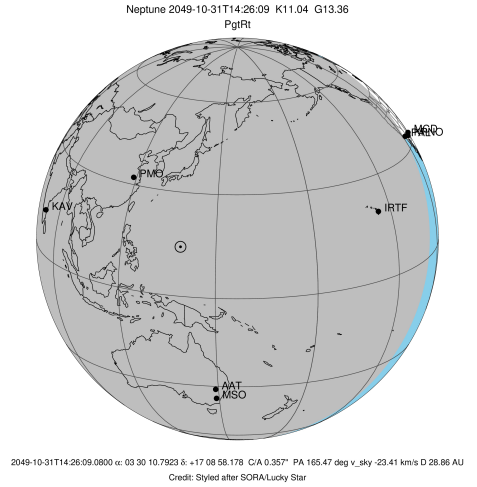 Neptune 2049-10-31T14:26:09 K11.04 G13.36
PgtRt
MCD
PMO
KAV
IRTF
AAT
MSO
2049-10-31T14:26:09.0800 α: 03 30 10.7923 δ: +17 08 58.178 C/A 0.357" PA 165.47 deg v_sky -23.41 km/s D 28.86 AU
Credit: Styled after SORA/Lucky Star